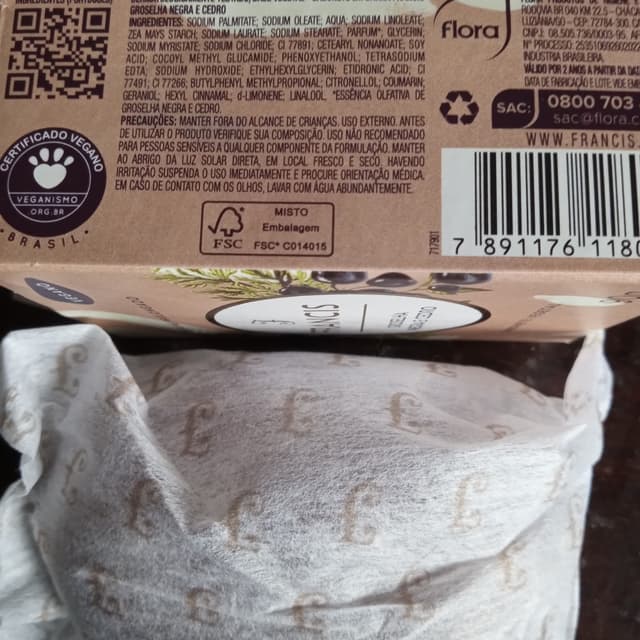 GROSELHA NEGRA E CEDRO
INGREDIENTES: SODIUM PALMITATE; SODIUM OLEATE; AQUA; SODIUM LINOLEATE;
ZEA MAYS STARCH; SODIUM LAURATE; SODIUM STEARATE; PARFUM*, GLYCERIN;
SODIUM MYRISTATE; SODIUM CHLORIDE; CI 77891; CETEARYL NONANOATE; SOY
ACID; COCOYL METHYL GLUCAMIDE; PHENOXYETHANOL; TETRASODIUM
EDTA; SODIUM HYDROXIDE; ETHYLHEXYLGLYCERIN; ETIDRONIC ACID; CI
77491; CI 77266; BUTYLPHENYL METHYLPROPIONAL; CITRONELLOL; COUMARIN;
GERANIOL; HEXYL CINNAMAL; d-LIMONENE; LINALOOL. *ESSÊNCIA OLFATIVA DE
GROSELHA NEGRA E CEDRO.
PRECAUÇÕES: MANTER FORA DO ALCANCE DE CRIANÇAS. USO EXTERNO. ANTES
DE UTILIZAR O PRODUTO VERIFIQUE SUA COMPOSIÇÃO. USO NÃO RECOMENDADO
PARA PESSOAS SENSÍVEIS A QUALQUER COMPONENTE DA FORMULAÇÃO. MANTER
AO ABRIGO DA LUZ SOLAR DIRETA, EM LOCAL FRESCO E SECO. HAVENDO
IRRITAÇÃO SUSPENDA O USO IMEDIATAMENTE E PROCURE ORIENTAÇÃO MÉDICA.
EM CASO DE CONTATO COM OS OLHOS, LAVAR COM ÁGUA ABUNDANTEMENTE.
CERTIFICADO VEGANO
VEGANISMO
ORG.BR
• BRASIL •
FSC
MISTO
Embalagem
FSC® C014015
flora
INDÚSTRIA BRASILEIRA.
SAC: 0800 703
sac@flora.c
WWW.FRANCIS.
7 891176 1180